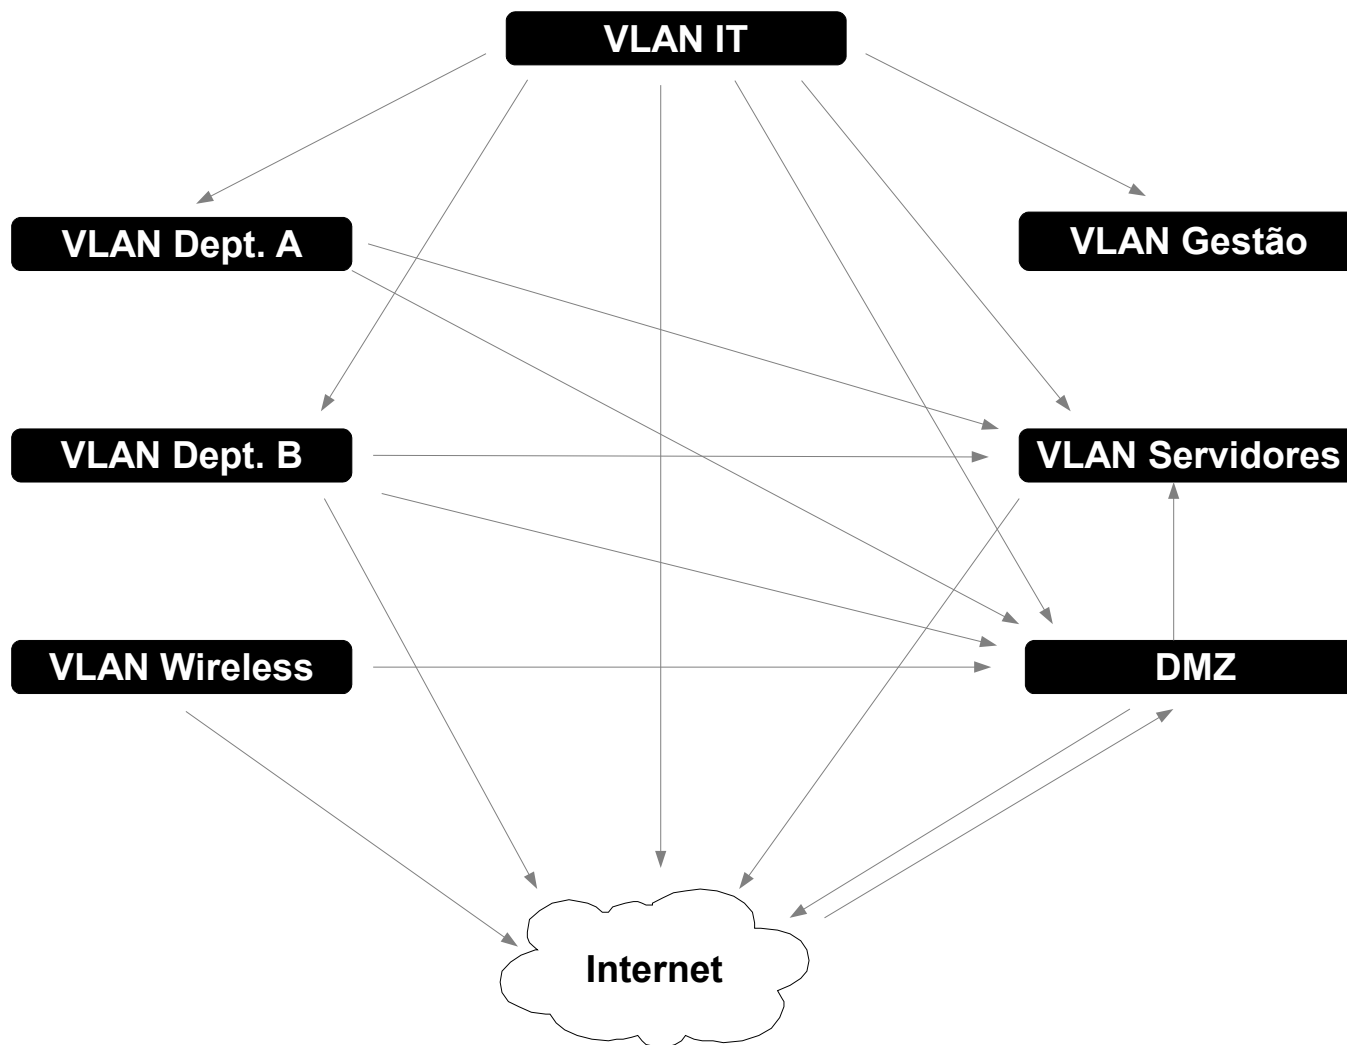 VLAN IT
VLAN Dept. A
VLAN Gestão
VLAN Dept. B
VLAN Servidores
VLAN Wireless
DMZ
Internet